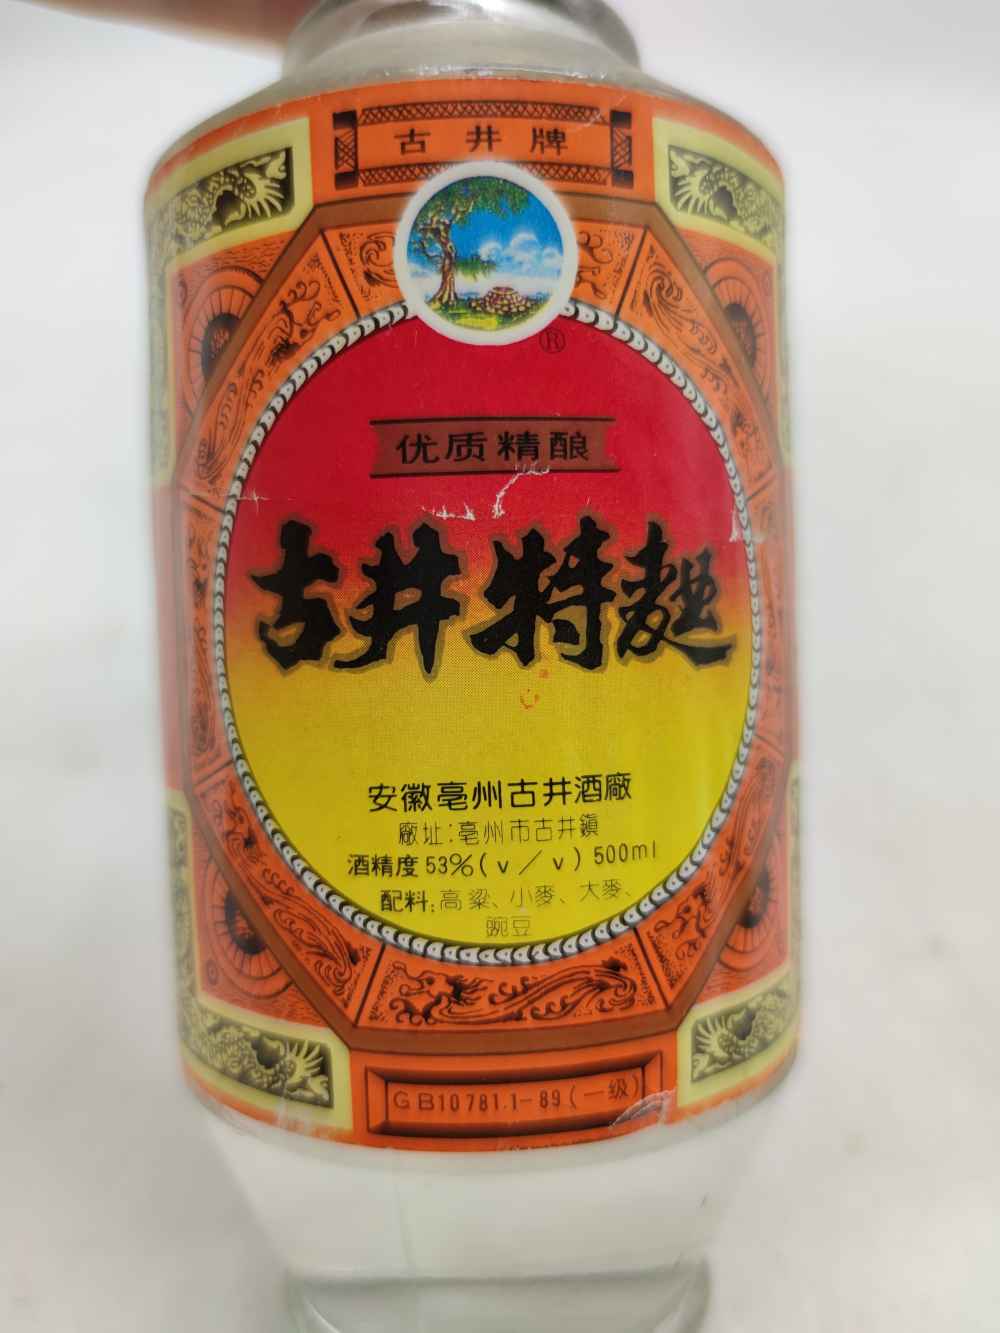 古井牌
®
优质精酿
古井特麯
安徽亳州古井酒廠
廠址:亳州市古井鎮
酒精度53%(v/v) 500ml
配料:高粱、小麥、大麥、
豌豆
GB10781.1-89(一级)